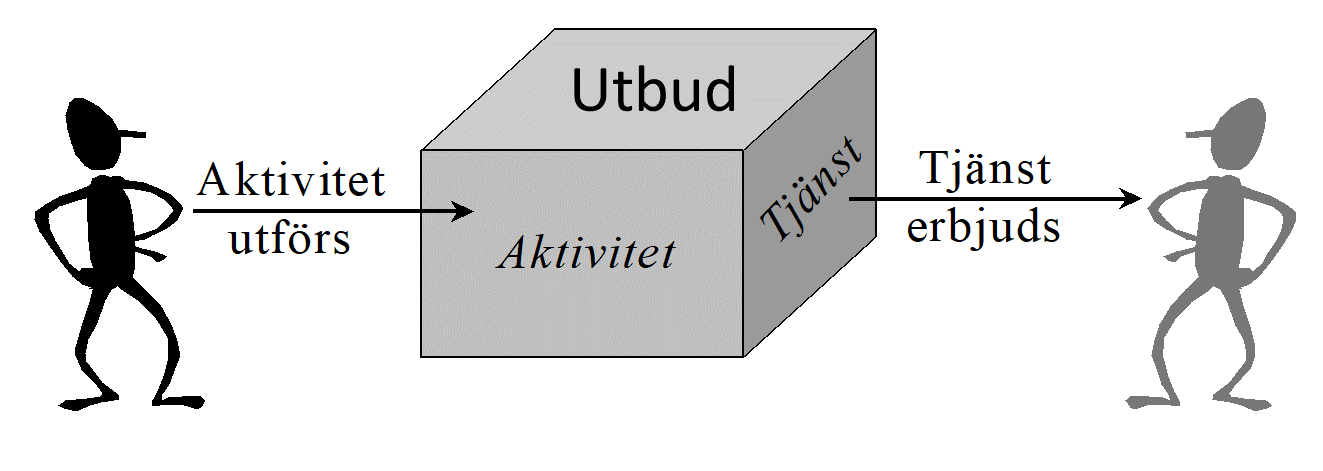 Utbud
Aktivitet
utförs
Aktivitet
Tjänst
Tjänst
erbjuds